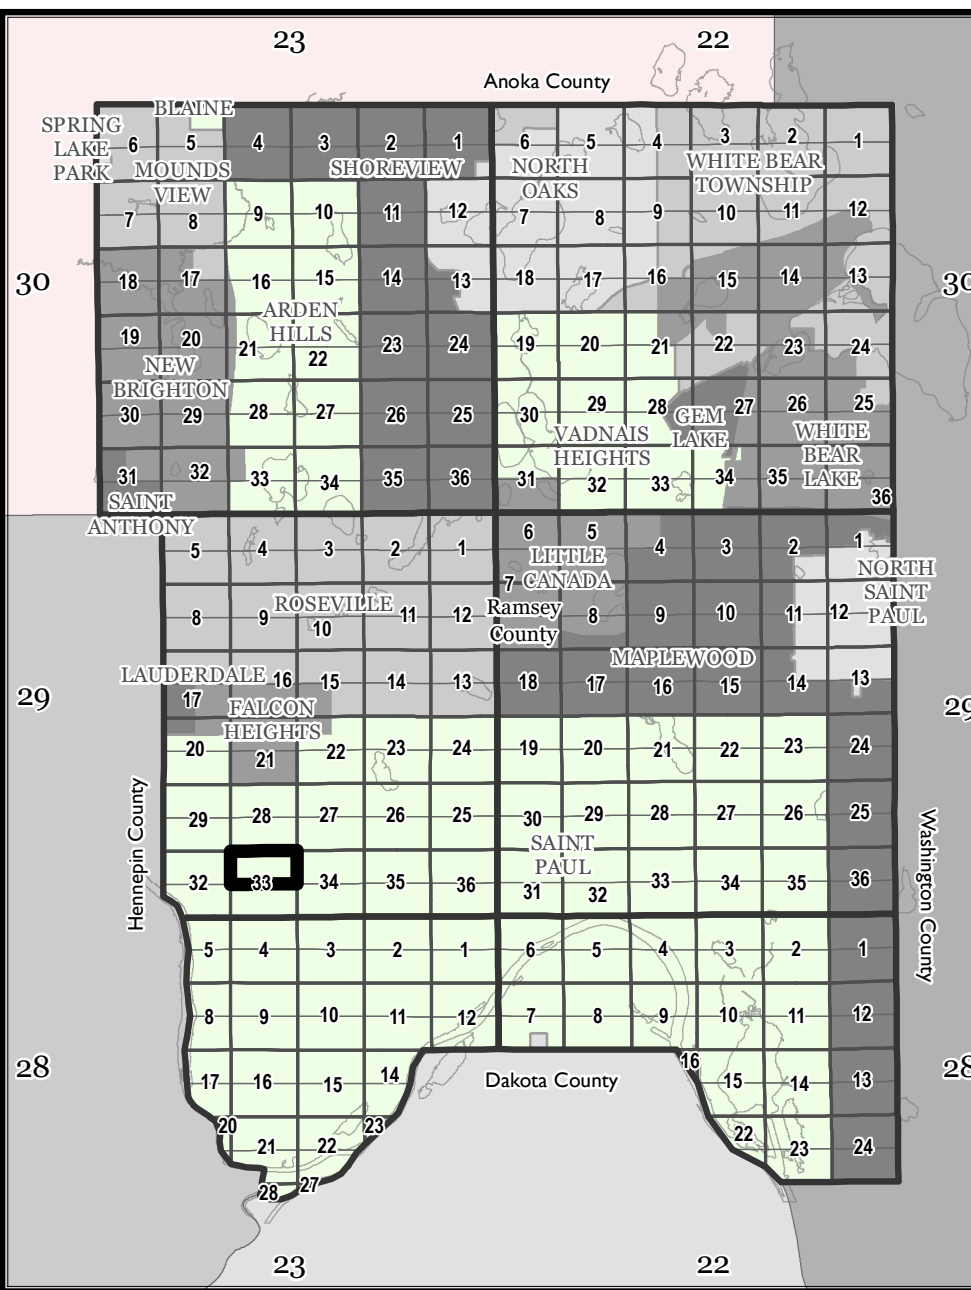 23 22
Anoka County
BLAINE
SPRING
LAKE
PARK
6 5 4 3 2 1 6 5 4 3 2 1
MOUNDS
VIEW
SHOREVIEW
NORTH
OAKS
WHITE BEAR
TOWNSHIP
7 8 9 10 11 12 7 8 9 10 11 12
30 18 17 16 15 14 13 18 17 16 15 14 13 30
ARDEN
HILLS
19 20 21 22 23 24 19 20 21 22 23 24
NEW
BRIGHTON
30 29 28 27 26 25 30 29 28 27 26 25
GEM
LAKE
VADNAIS
HEIGHTS
WHITE
BEAR
LAKE
31 32 33 34 35 36 31 32 33 34 35 36
SAINT
ANTHONY
5 4 3 2 1 6 5 4 3 2 1
LITTLE
CANADA
NORTH
SAINT
PAUL
8 9 10 11 12 7 8 9 10 11 12
ROSEVILLE
Ramsey
County
MAPLEWOOD
LAUDERDALE
29 17 16 15 14 13 18 17 16 15 14 13 29
FALCON
HEIGHTS
20 21 22 23 24 19 20 21 22 23 24
Hennepin County
29 28 27 26 25 30 29 28 27 26 25
Washington County
SAINT
PAUL
32 33 34 35 36 31 32 33 34 35 36
5 4 3 2 1 6 5 4 3 2 1
8 9 10 11 12 7 8 9 10 11 12
28 17 16 15 14 16 15 14 13 28
Dakota County
20 21 22 23 22 23 24
28 27
23 22